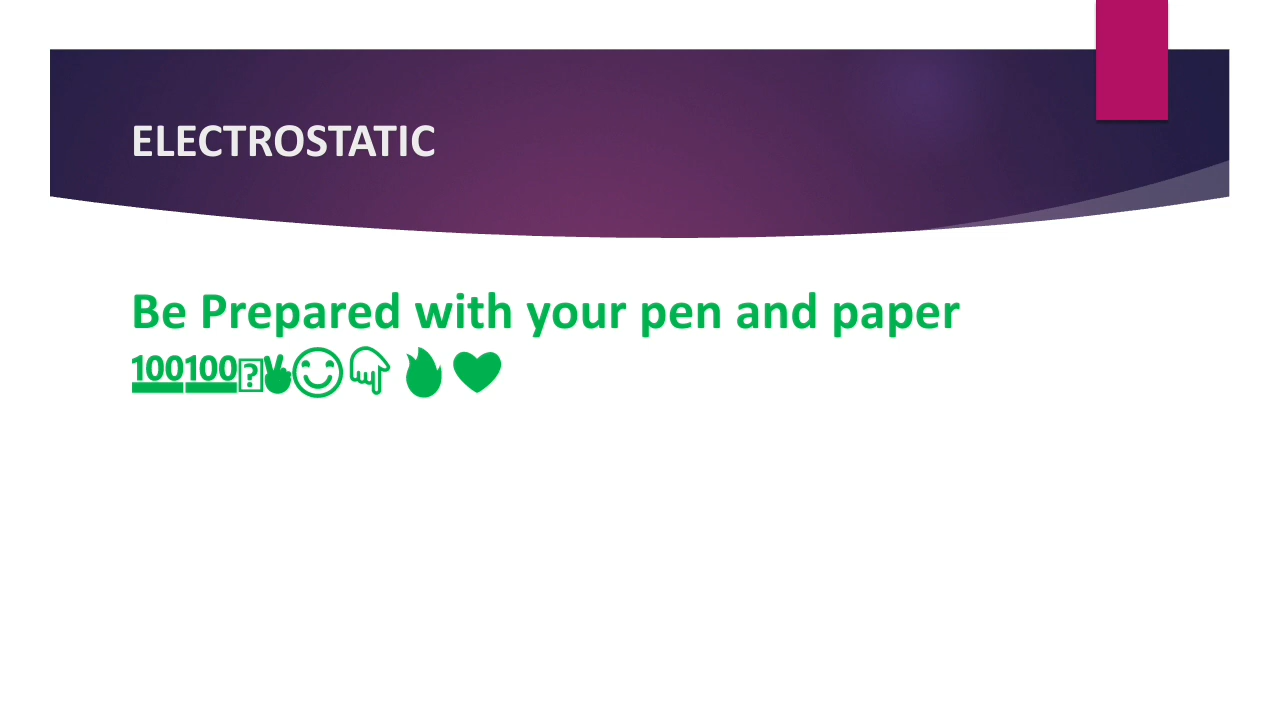 ELECTROSTATIC
Be Prepared with your pen and paper
💯💯�✌😊👇🔥❤